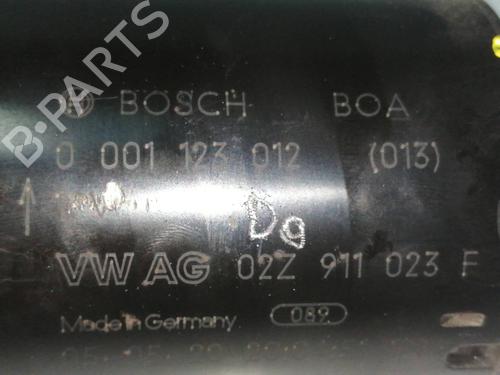 B-PARTS
BOSCH BOA
0 001 123 012 (013)
Dg
VW AG 02Z 911 023 F
Made in Germany 089